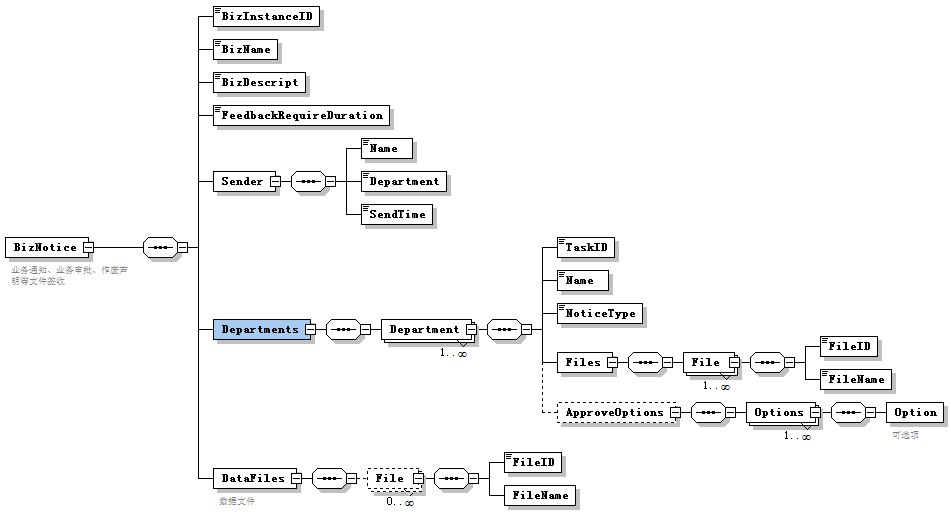 BizInstanceID
BizName
BizDescript
FeedbackRequireDuration
Name
Sender
Department
SendTime
BizNotice
业务通知、业务审批、作废声
明等文件签收
TaskID
Name
NoticeType
Departments
Department
1..∞
Files
File
1..∞
FileID
FileName
ApproveOptions
Options
1..∞
Option
可选项
DataFiles
数据文件
File
0..∞
FileID
FileName